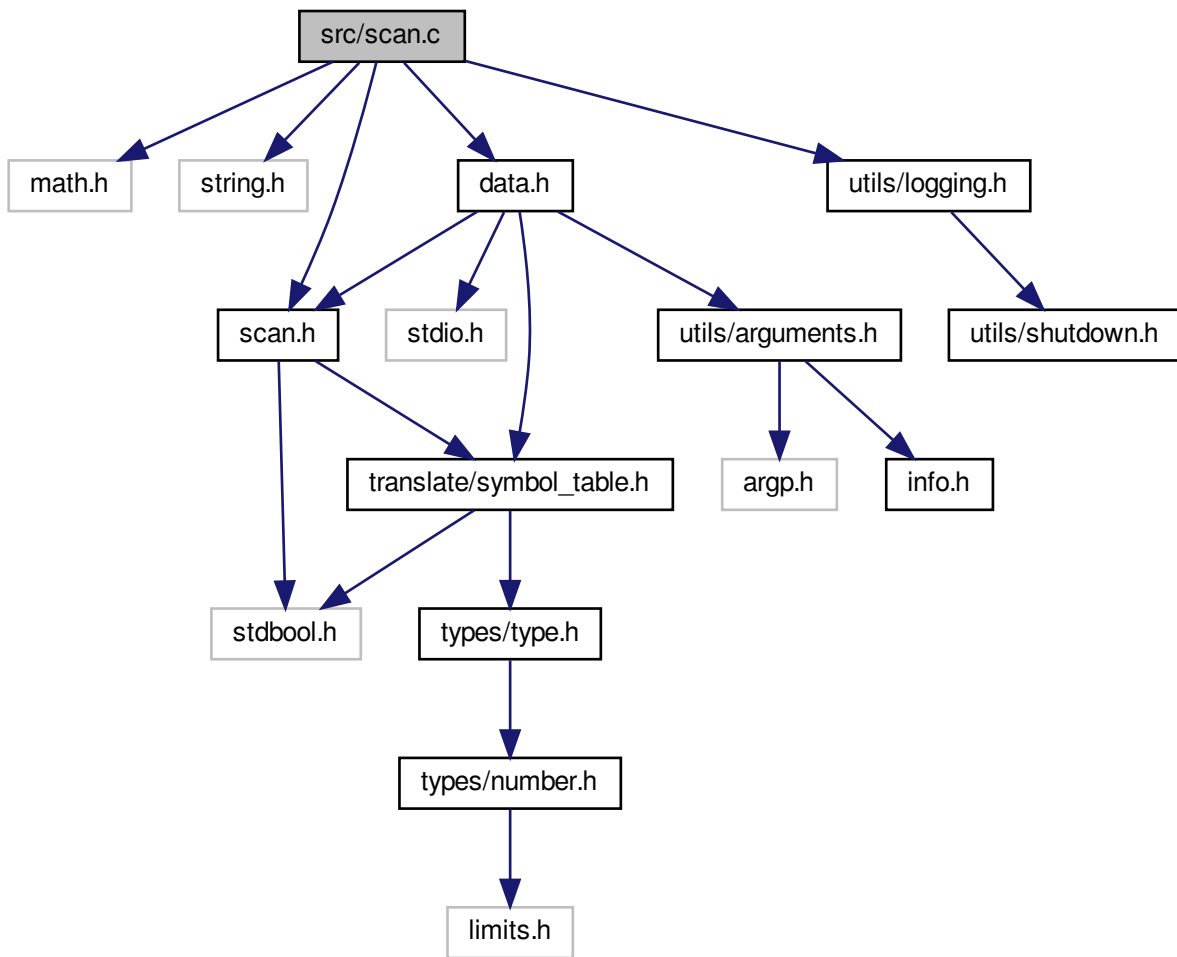 src/scan.c
math.h
string.h
data.h
utils/logging.h
scan.h
stdio.h
utils/arguments.h
utils/shutdown.h
translate/symbol_table.h
argp.h
info.h
stdbool.h
types/type.h
types/number.h
limits.h